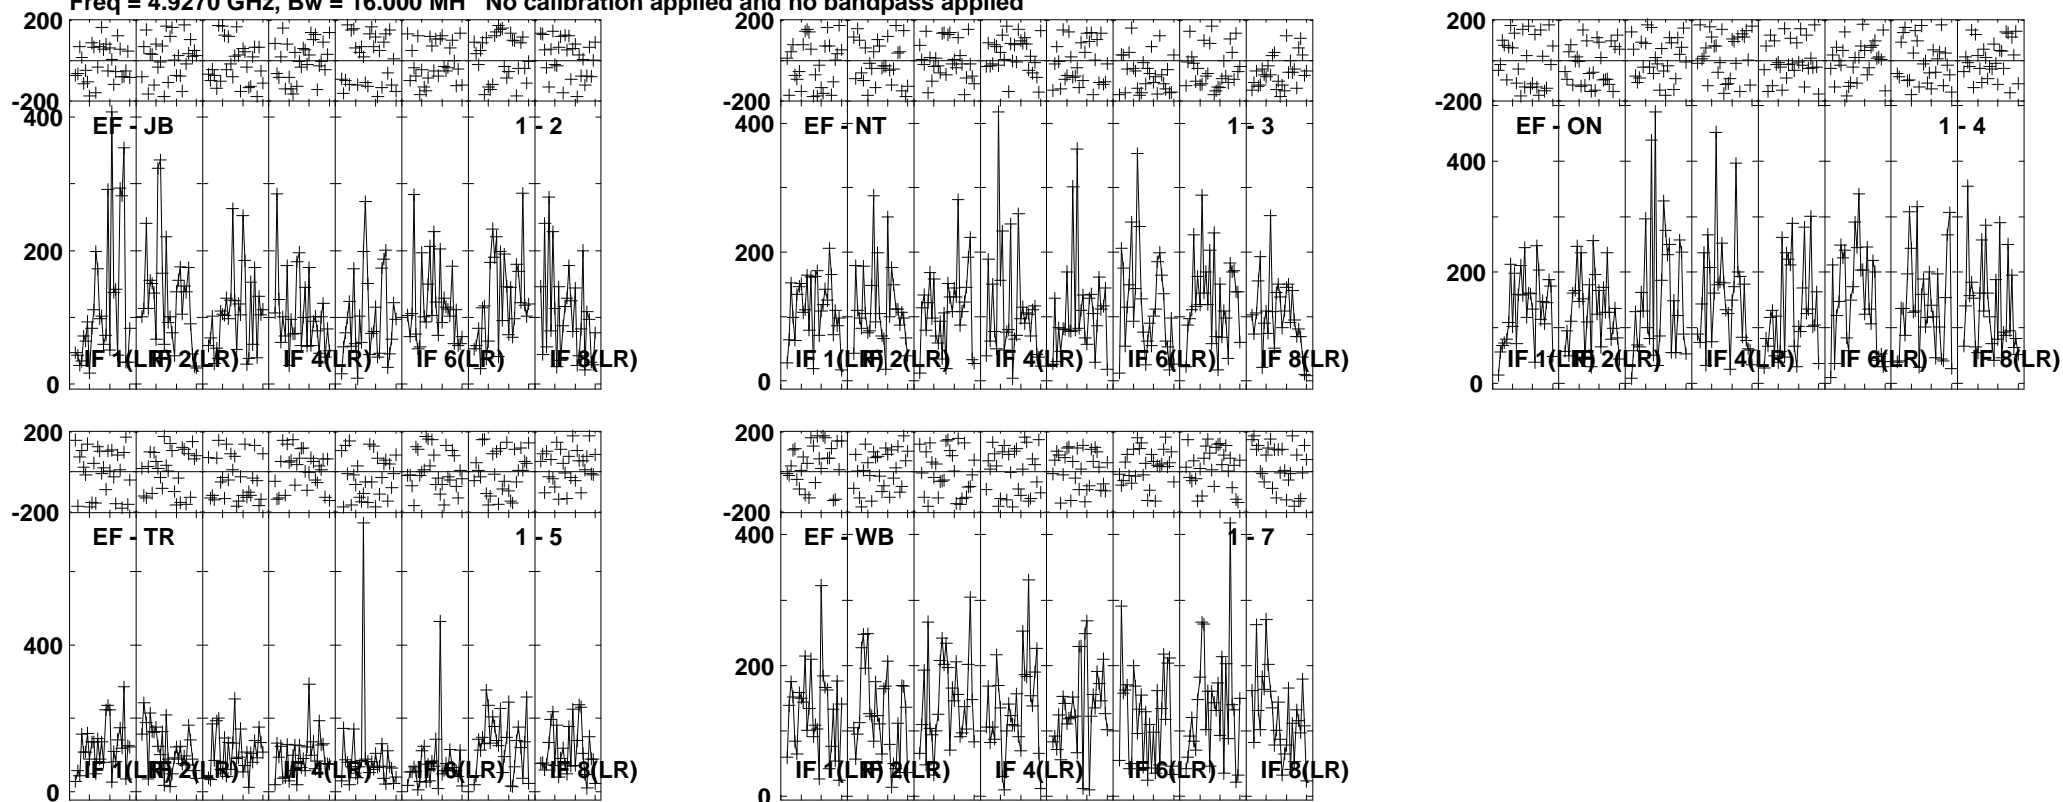 Freq = 4.9270 GHz, Bw = 16.000 MH No calibration applied and no bandpass applied
200
-200
400
200
0
EF - JB
1 - 2
IF 1(LR)
IF 2(LR)
IF 4(LR)
IF 6(LR)
IF 8(LR)
400
200
0
EF - NT
1 - 3
IF 1(LR)
IF 2(LR)
IF 4(LR)
IF 6(LR)
IF 8(LR)
200
-200
400
200
0
EF - ON
1 - 4
IF 1(LR)
IF 2(LR)
IF 4(LR)
IF 6(LR)
IF 8(LR)
200
-200
400
0
EF - TR
1 - 5
IF 1(LR)
IF 2(LR)
IF 4(LR)
IF 6(LR)
IF 8(LR)
200
-200
400
200
0
EF - WB
1 - 7
IF 1(LR)
IF 2(LR)
IF 4(LR)
IF 6(LR)
IF 8(LR)